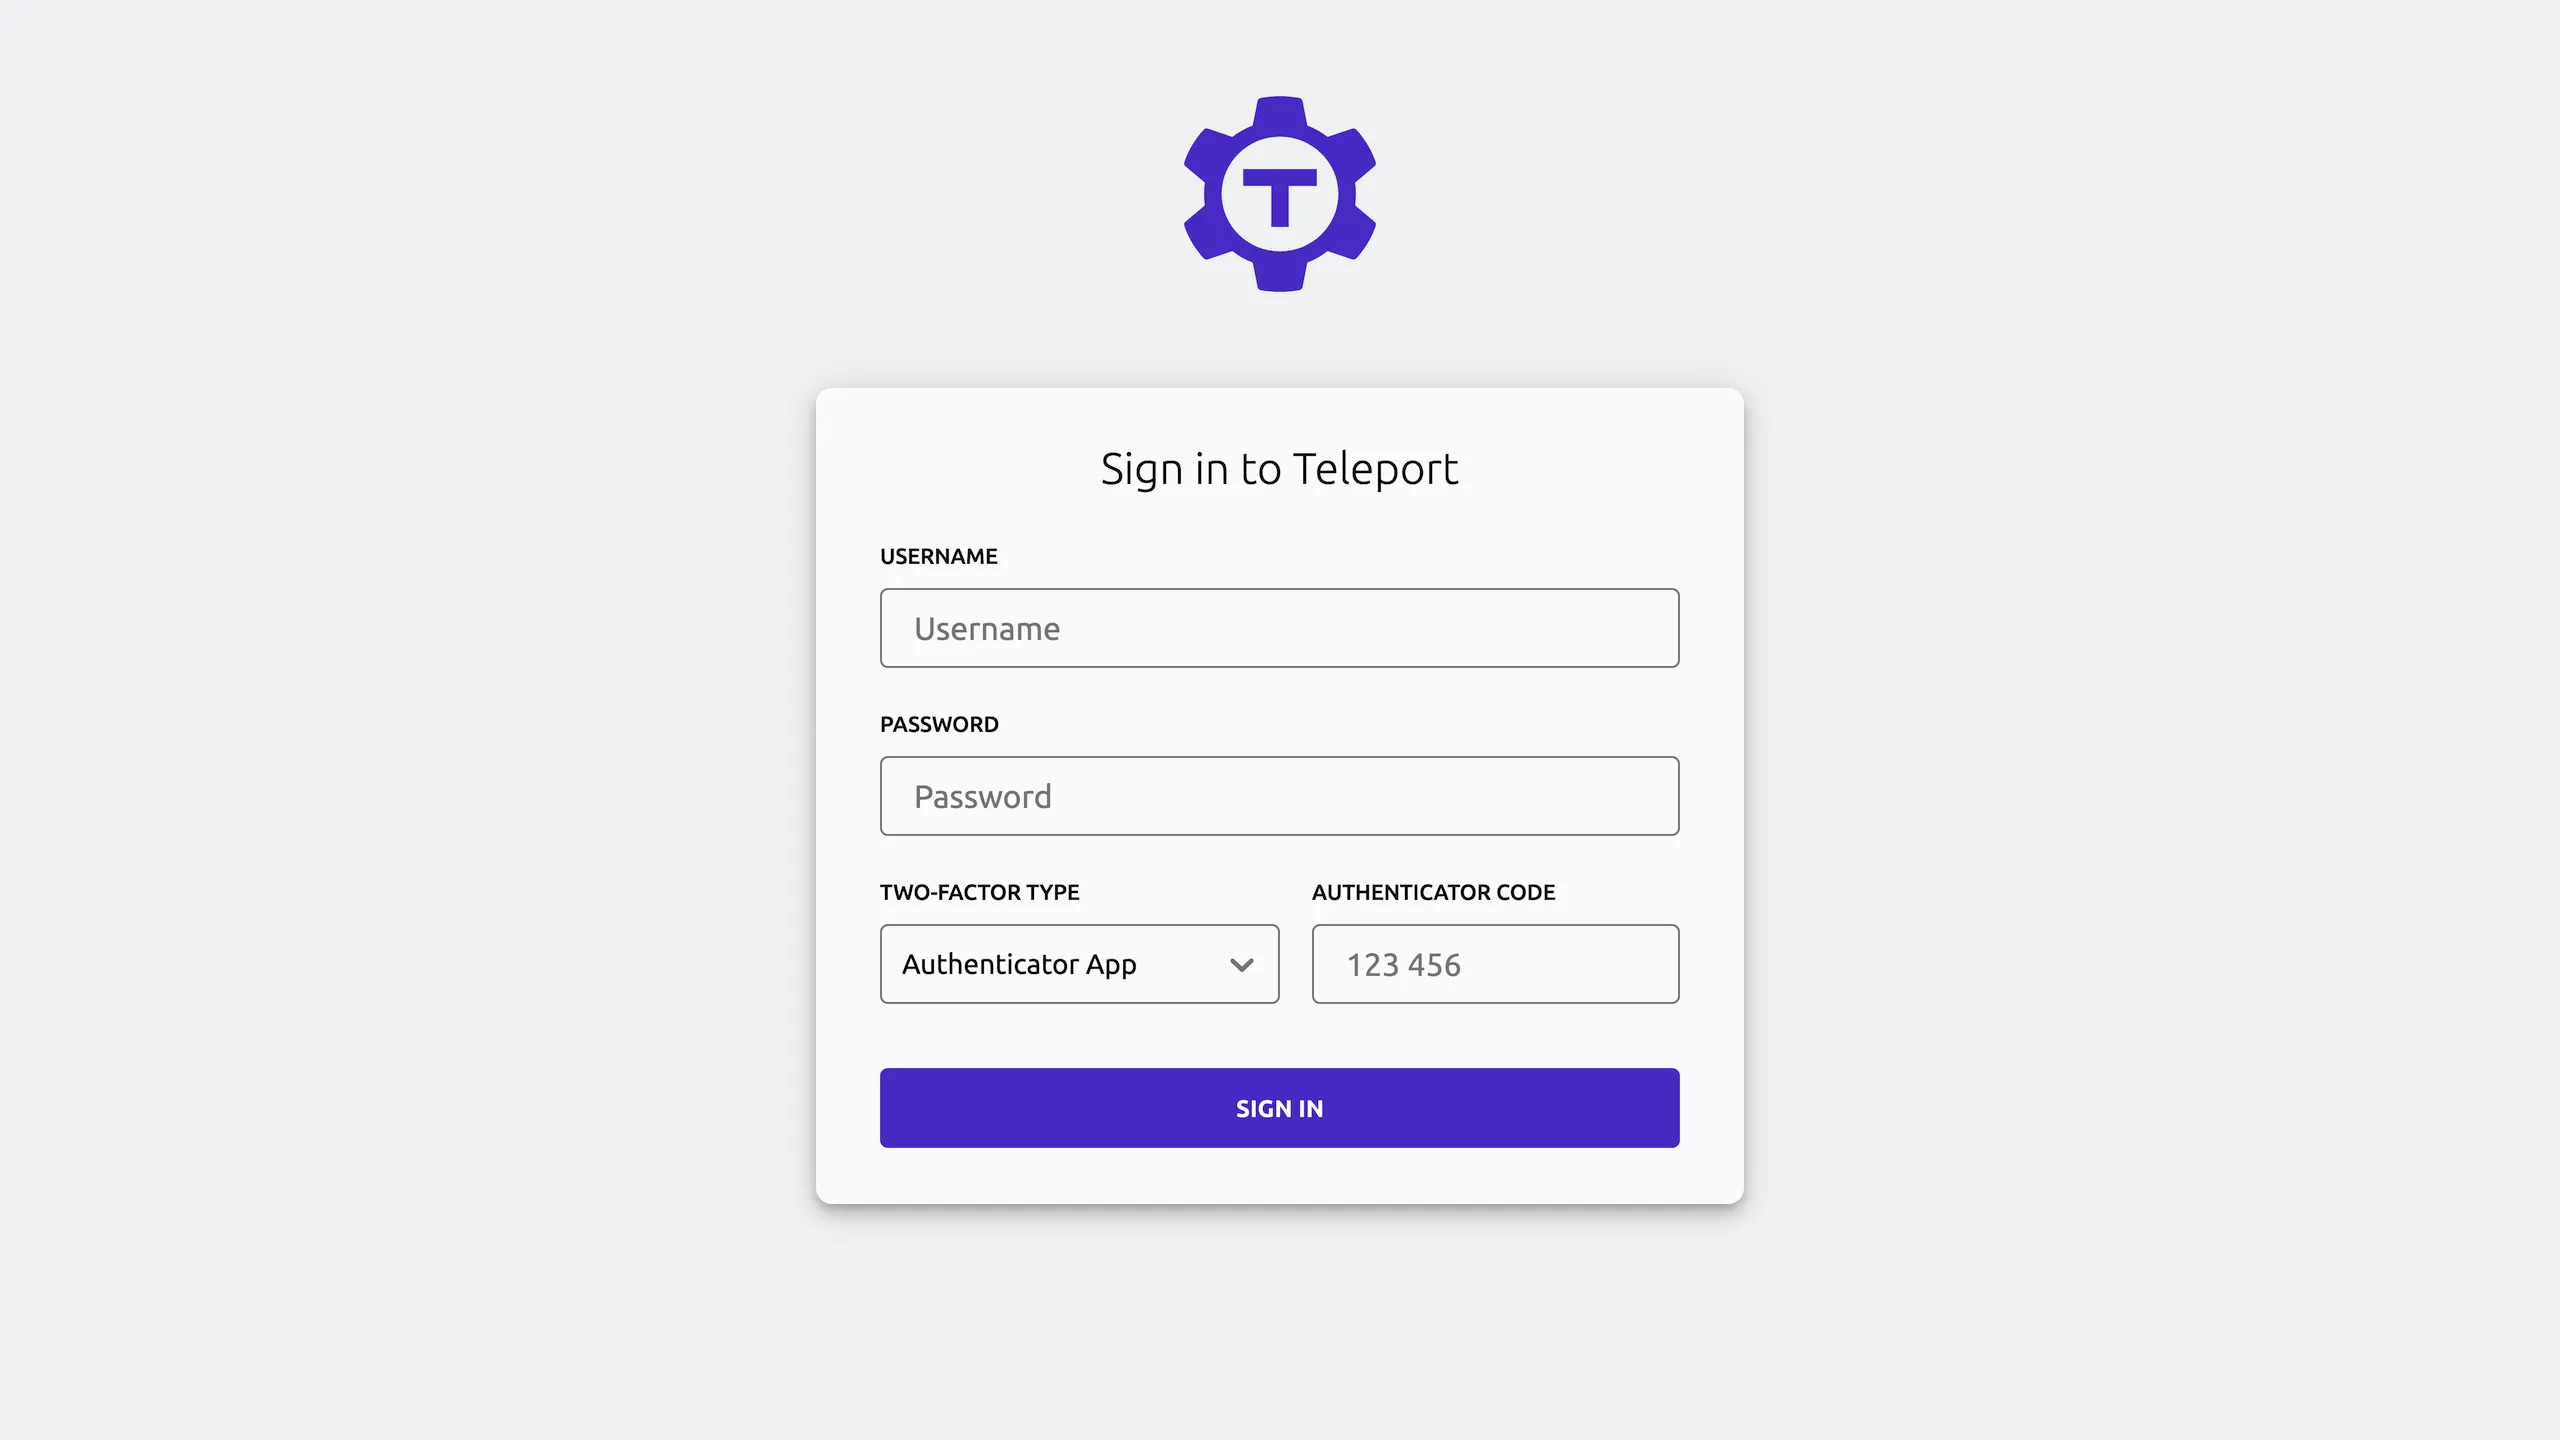 T
Sign in to Teleport
USERNAME
Username
PASSWORD
Password
TWO-FACTOR TYPE
AUTHENTICATOR CODE
Authenticator App
123 456
SIGN IN